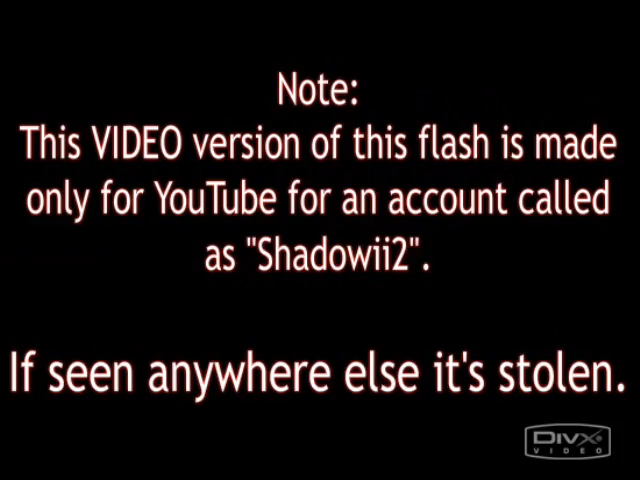 Note:
This VIDEO version of this flash is made
only for YouTube for an account called
as "Shadowii2".
If seen anywhere else it's stolen.
DIVX
VIDEO